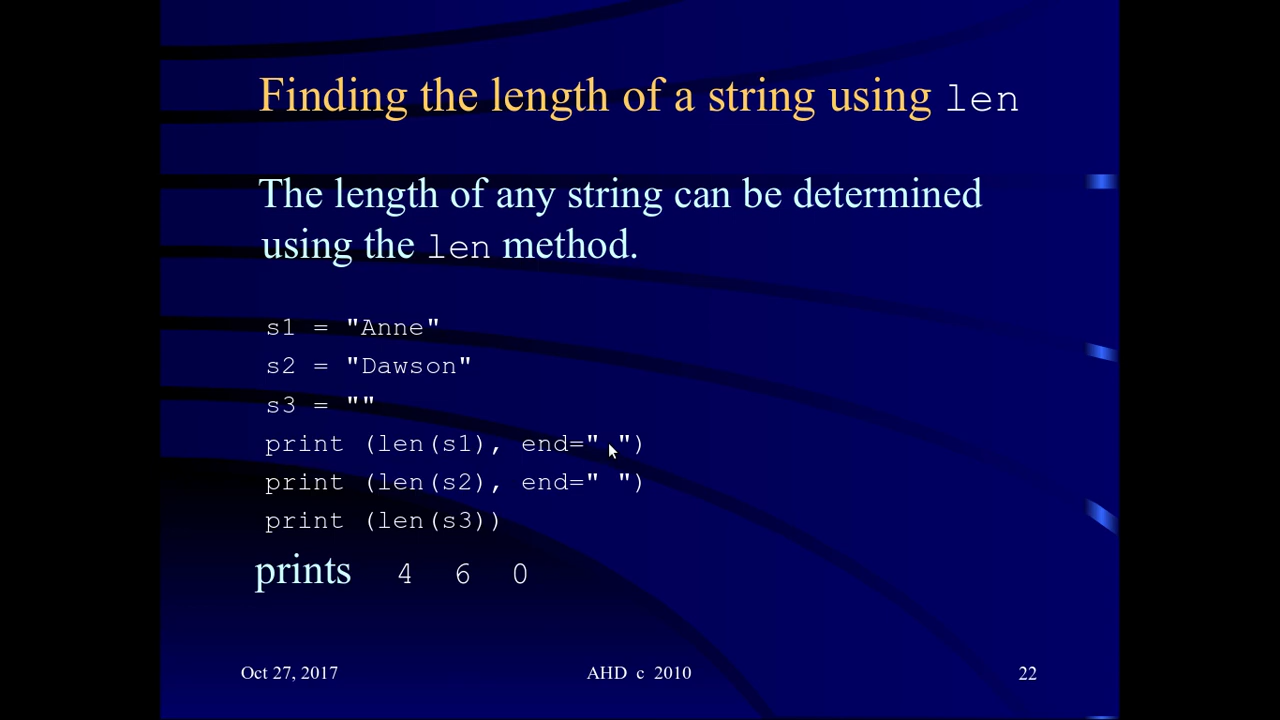 Finding the length of a string using len
The length of any string can be determined
using the len method.
s1 = "Anne"
s2 = "Dawson"
s3 = ""
print (len(s1), end=" ")
print (len(s2), end=" ")
print (len(s3))
prints 4 6 0
Oct 27, 2017 AHD c 2010 22